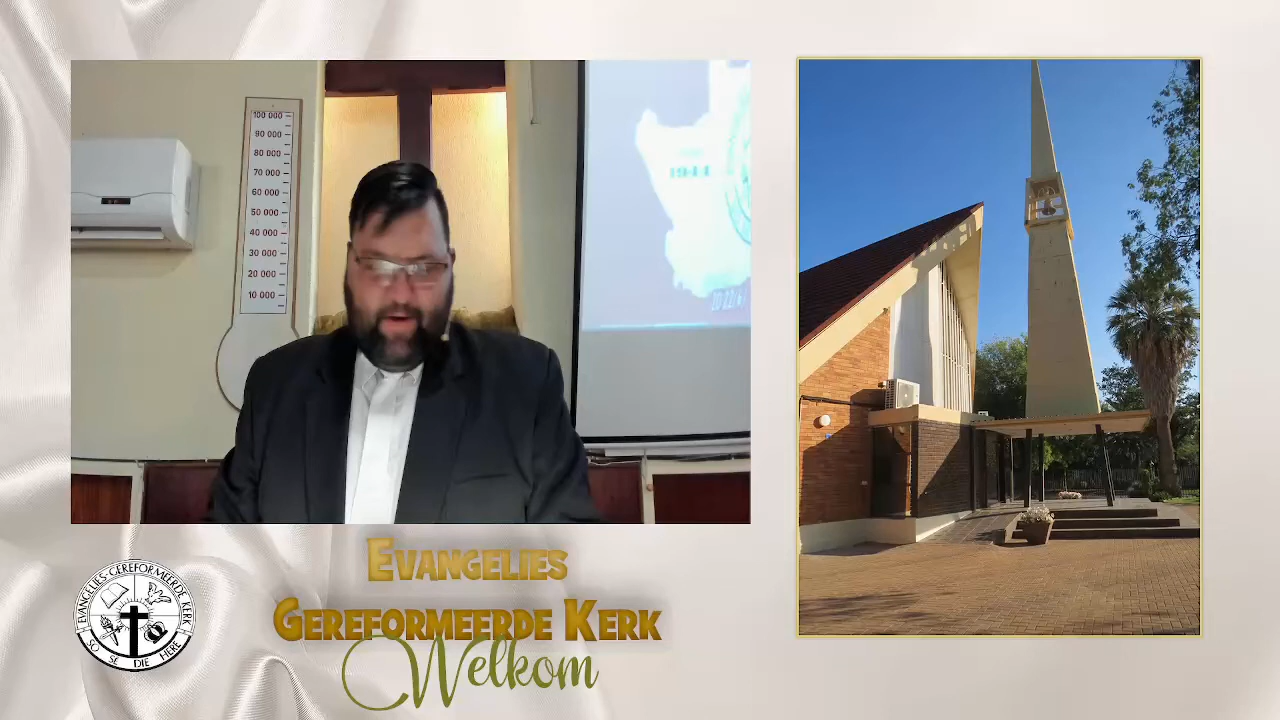 100 000
90 000
80 000
70 000
60 000
50 000
40 000
30 000
20 000
10 000
1944
EVANGELIES GEREFORMEERDE KERK
SO SÊ DIE HERE
Evangelies
Gereformeerde Kerk
Welkom